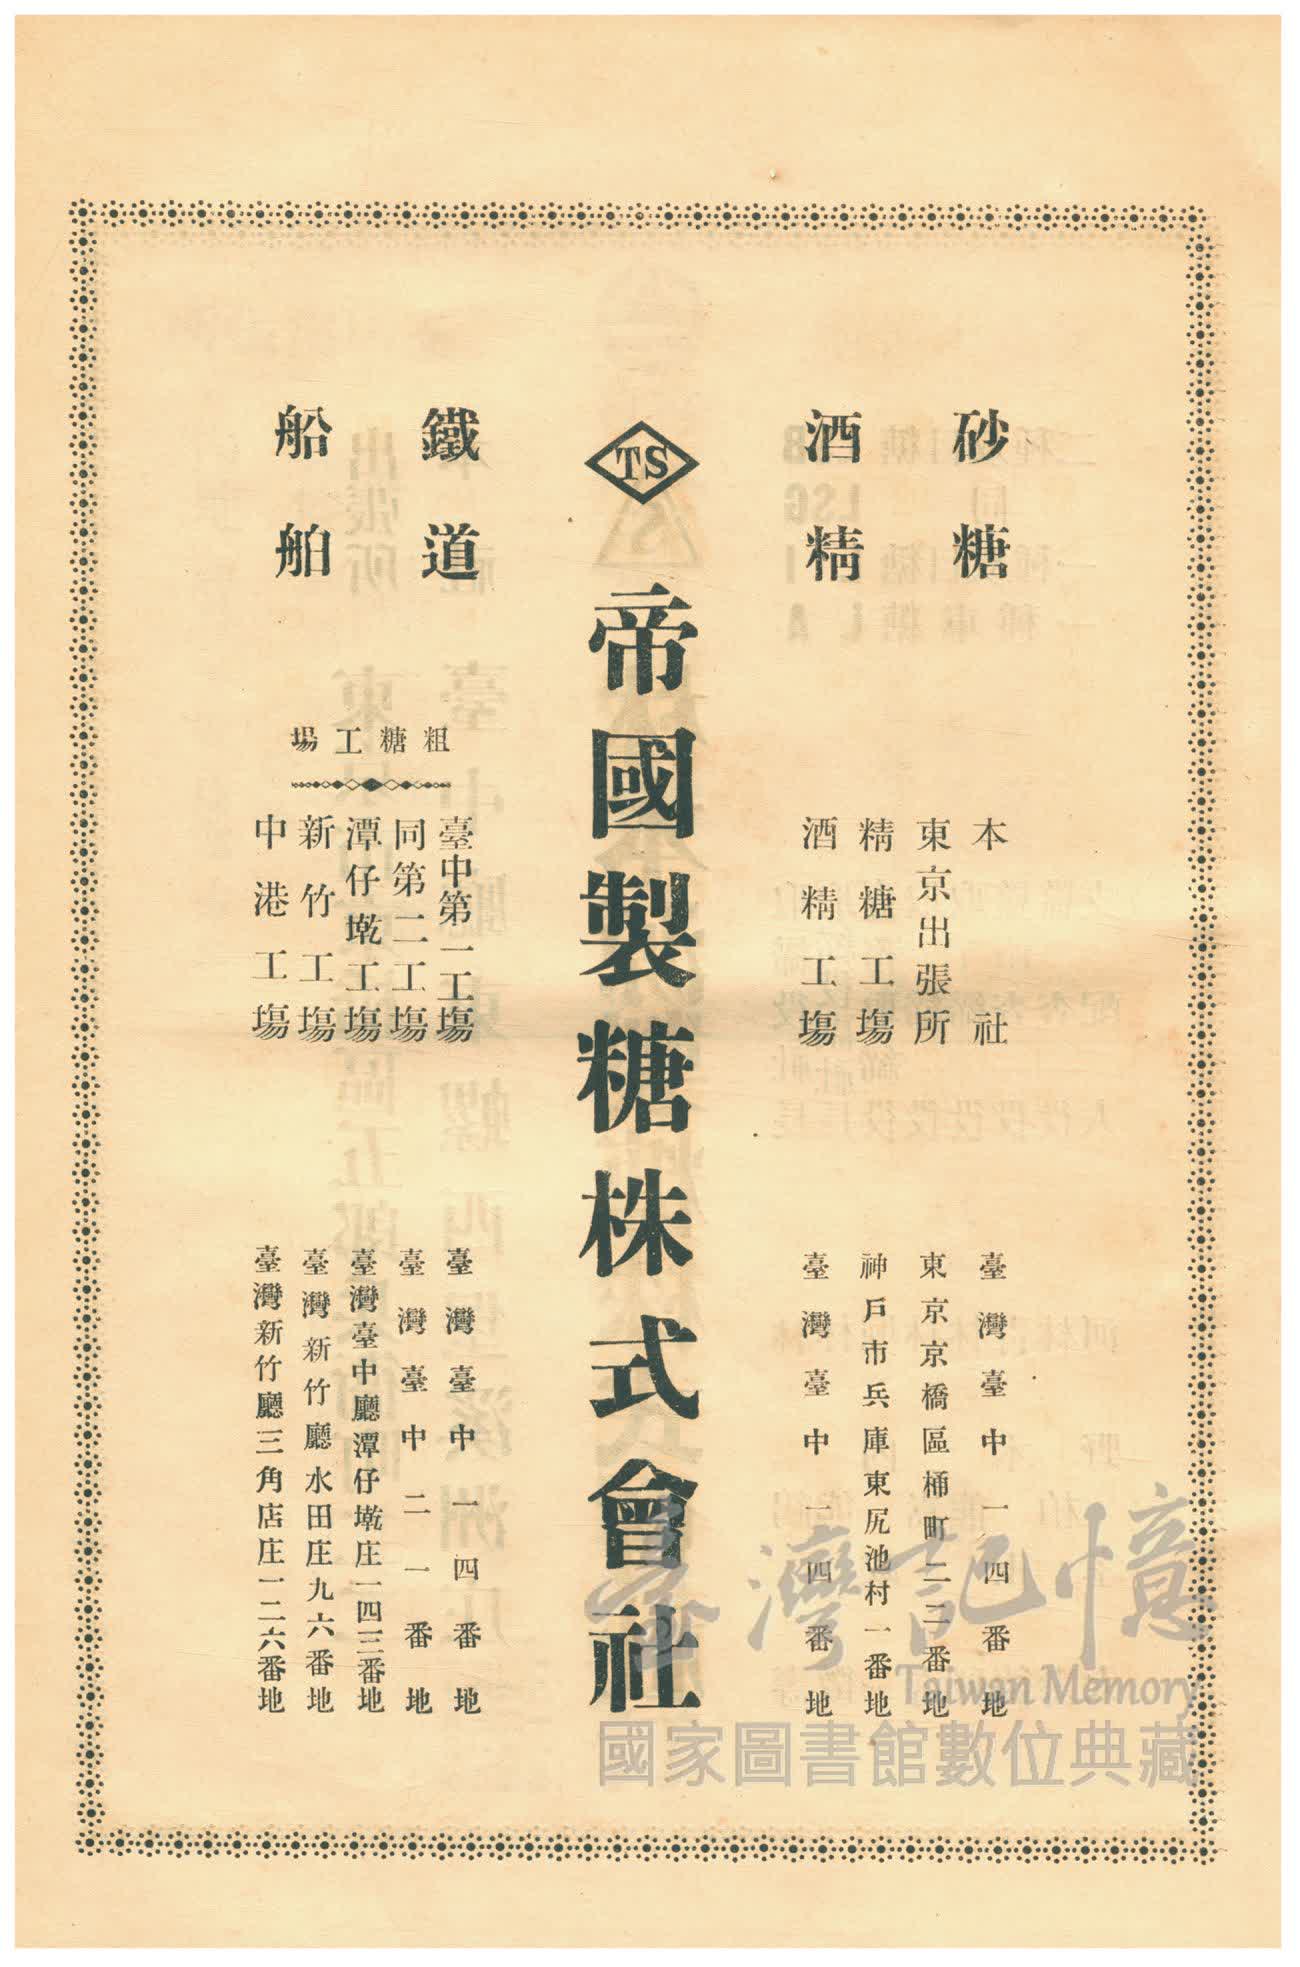 砂糖
酒精
本社 臺灣臺中一四番地
東京出張所 東京京橋區桶町二二番地
精糖工塲 神戶市兵庫東尻池村一番地
酒精工塲 臺灣臺中一四番地
TS
帝國製糖株式會社
鐵道
船舶
粗糖工場
臺中第一工塲 臺灣臺中一四番地
同第二工塲 臺灣臺中二一番地
潭仔墘工塲 臺灣臺中廳潭仔墘庄一四三番地
新竹工塲 臺灣新竹廳水田庄九六番地
中港工塲 臺灣新竹廳三角店庄一二六番地
臺灣記憶
Taiwan Memory
國家圖書館數位典藏